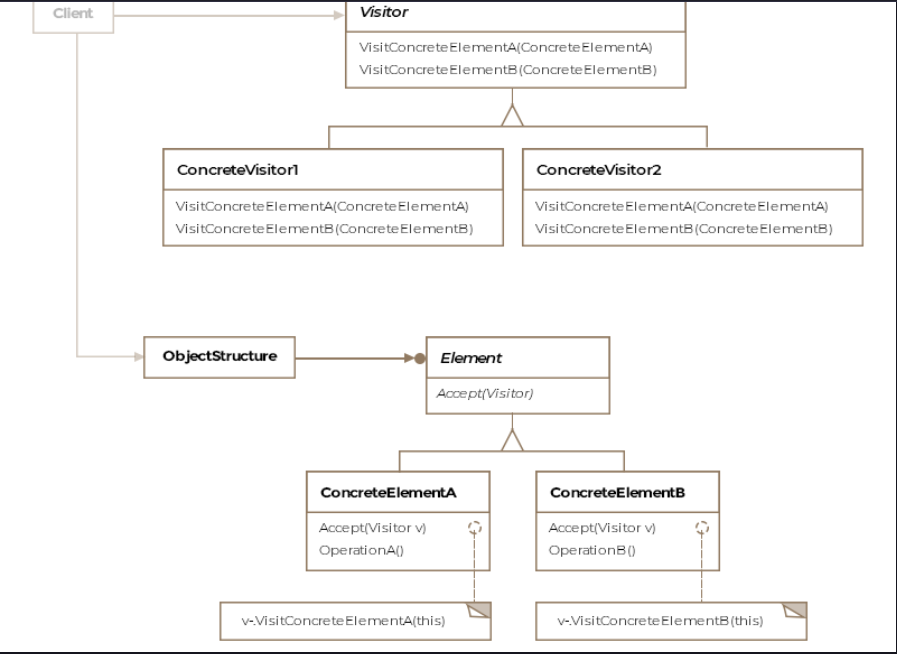 Client
Visitor
VisitConcreteElementA(ConcreteElementA)
VisitConcreteElementB(ConcreteElementB)
ConcreteVisitor1
VisitConcreteElementA(ConcreteElementA)
VisitConcreteElementB(ConcreteElementB)
ConcreteVisitor2
VisitConcreteElementA(ConcreteElementA)
VisitConcreteElementB(ConcreteElementB)
ObjectStructure
Element
Accept(Visitor)
ConcreteElementA
Accept(Visitor v)
OperationA()
ConcreteElementB
Accept(Visitor v)
OperationB()
v-.VisitConcreteElementA(this)
v-.VisitConcreteElementB(this)